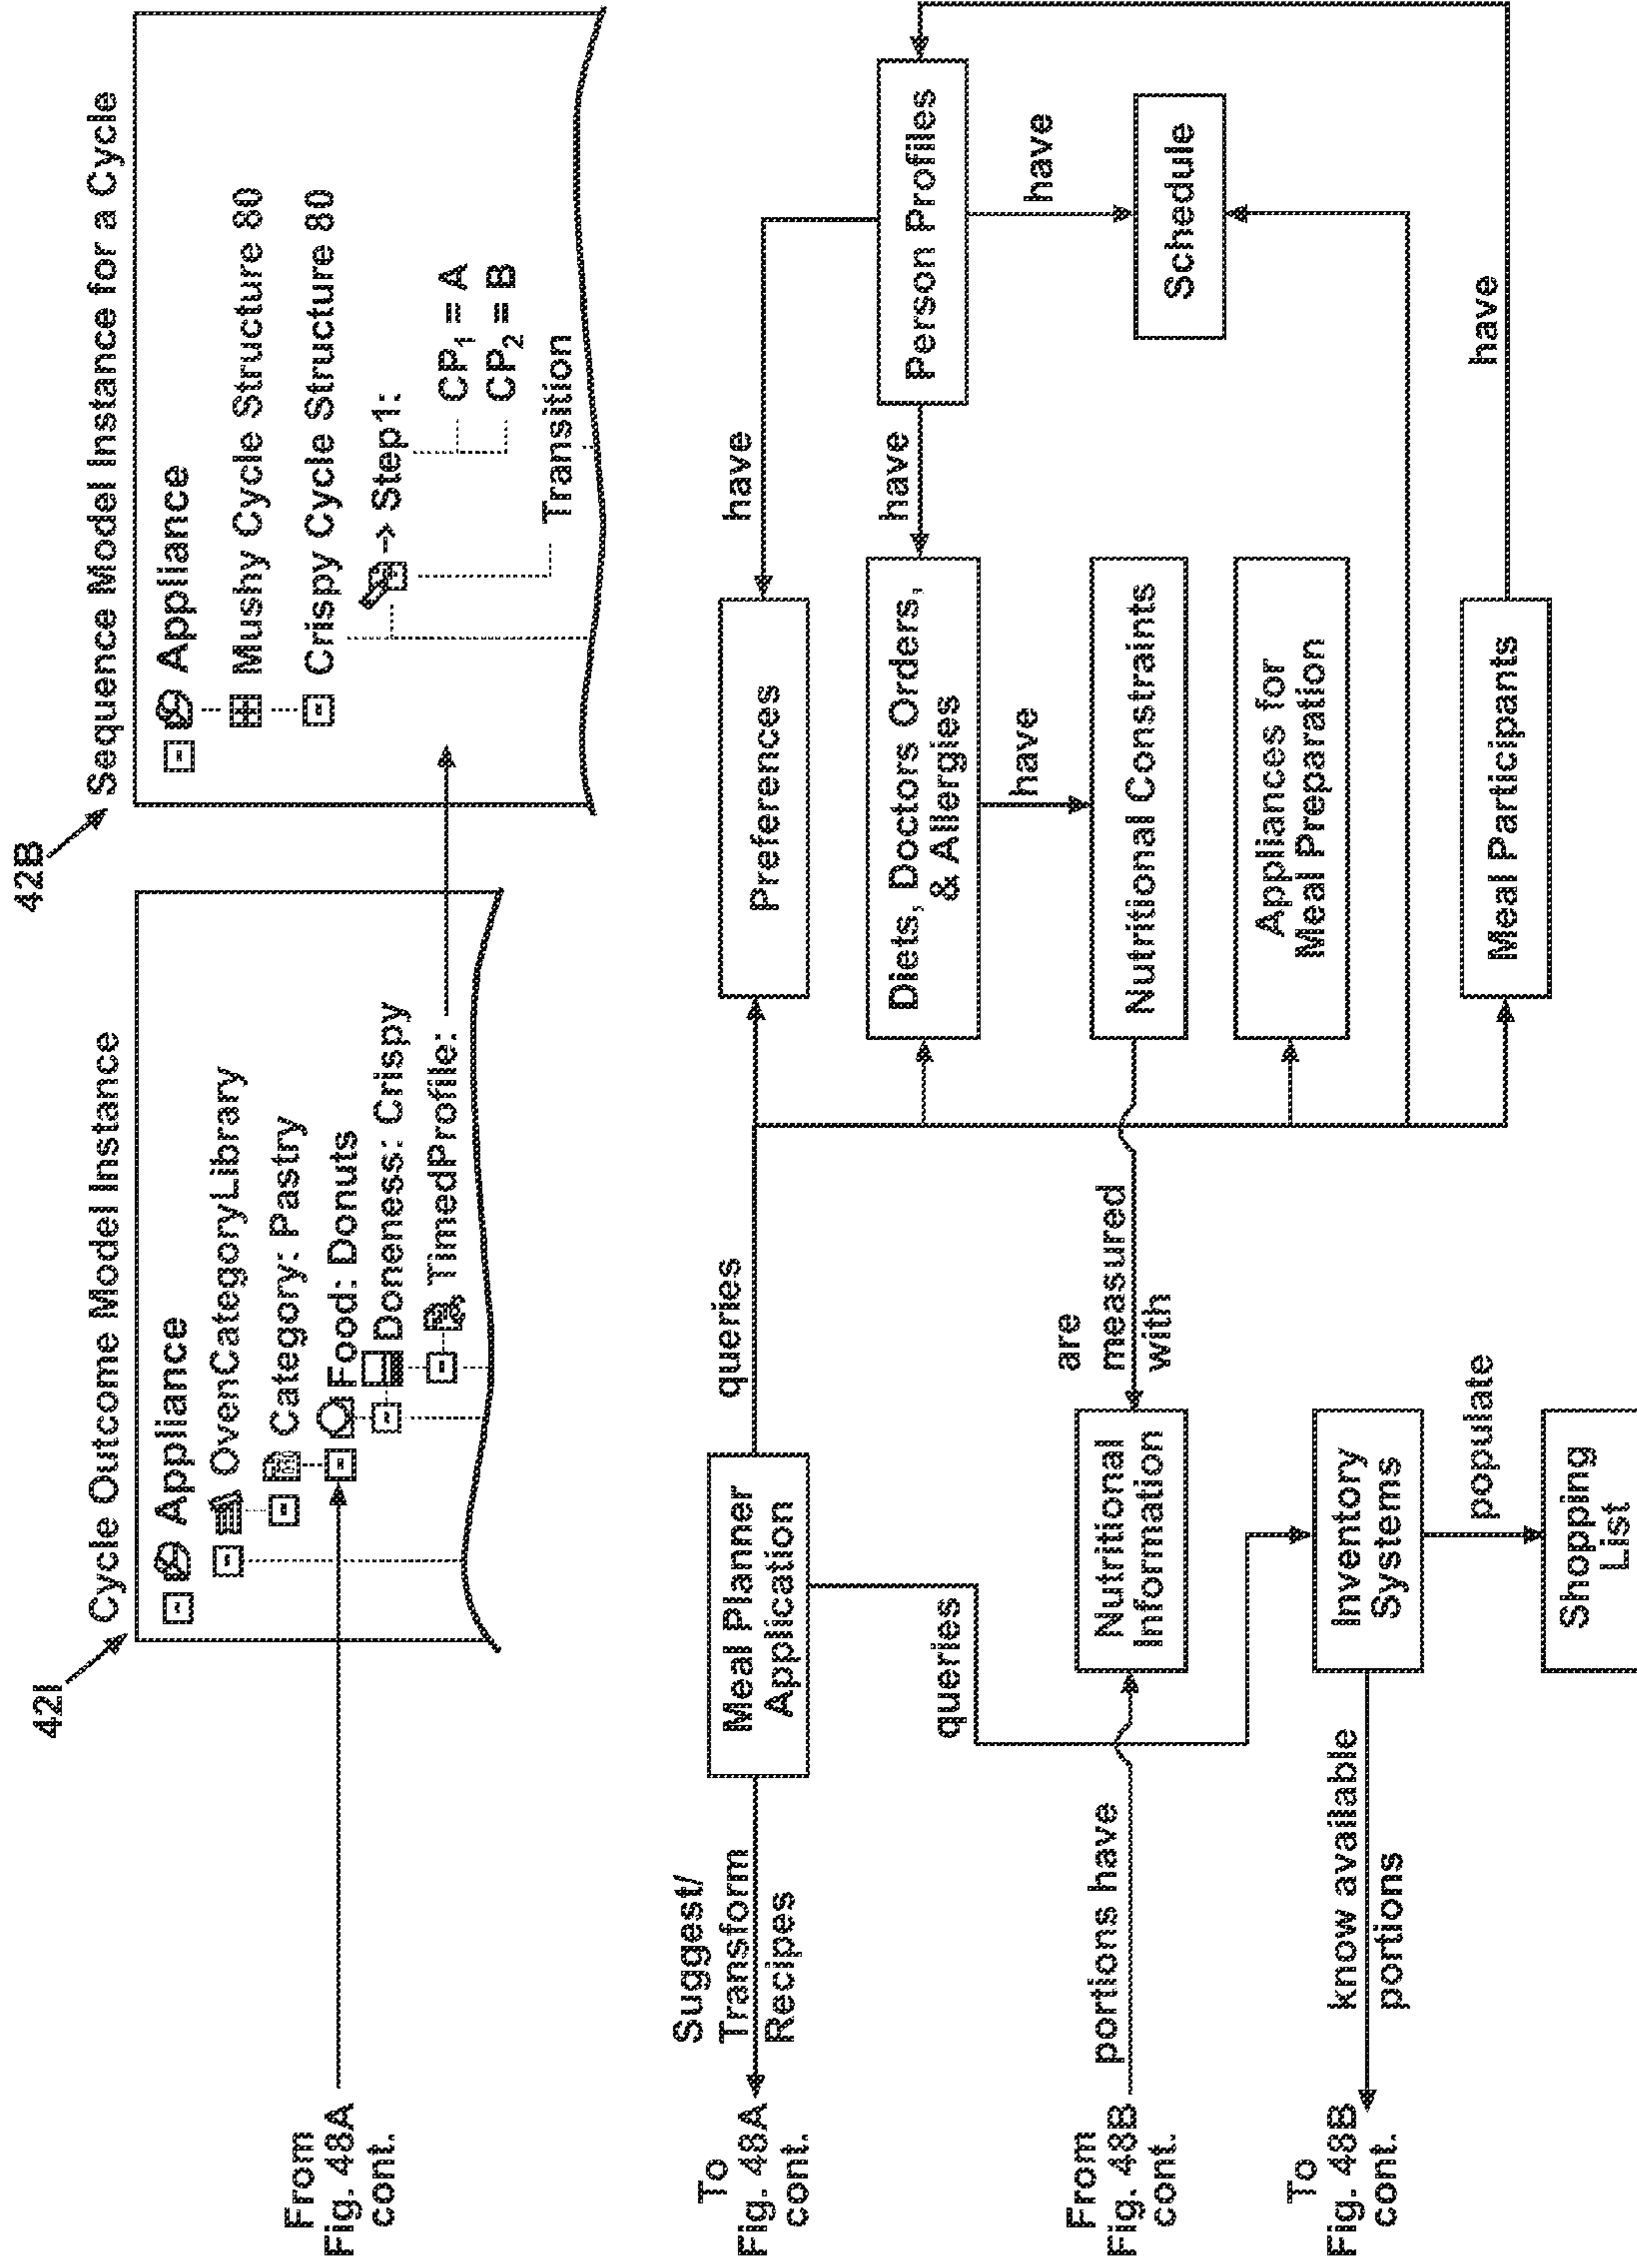 42I
Cycle Outcome Model Instance
Appliance
OvenCategoryLibrary
Category: Pastry
Food: Donuts
Doneness: Crispy
TimedProfile:
From
Fig. 48A
cont.
42B
Sequence Model Instance for a Cycle
Appliance
Mushy Cycle Structure 80
Crispy Cycle Structure 80
-> Step1:
CP1 = A
CP2 = B
Transition
To
Fig. 48A
cont.
Suggest/
Transform
Recipes
Meal Planner
Application
queries
queries
Preferences
have
Diets, Doctors Orders,
& Allergies
have
Person Profiles
have
Schedule
have
Nutritional Constraints
are
measured
with
Nutritional
Information
portions have
From
Fig. 48B
cont.
Appliances for
Meal Preparation
Meal Participants
have
Inventory
Systems
know available
portions
To
Fig. 48B
cont.
populate
Shopping
List